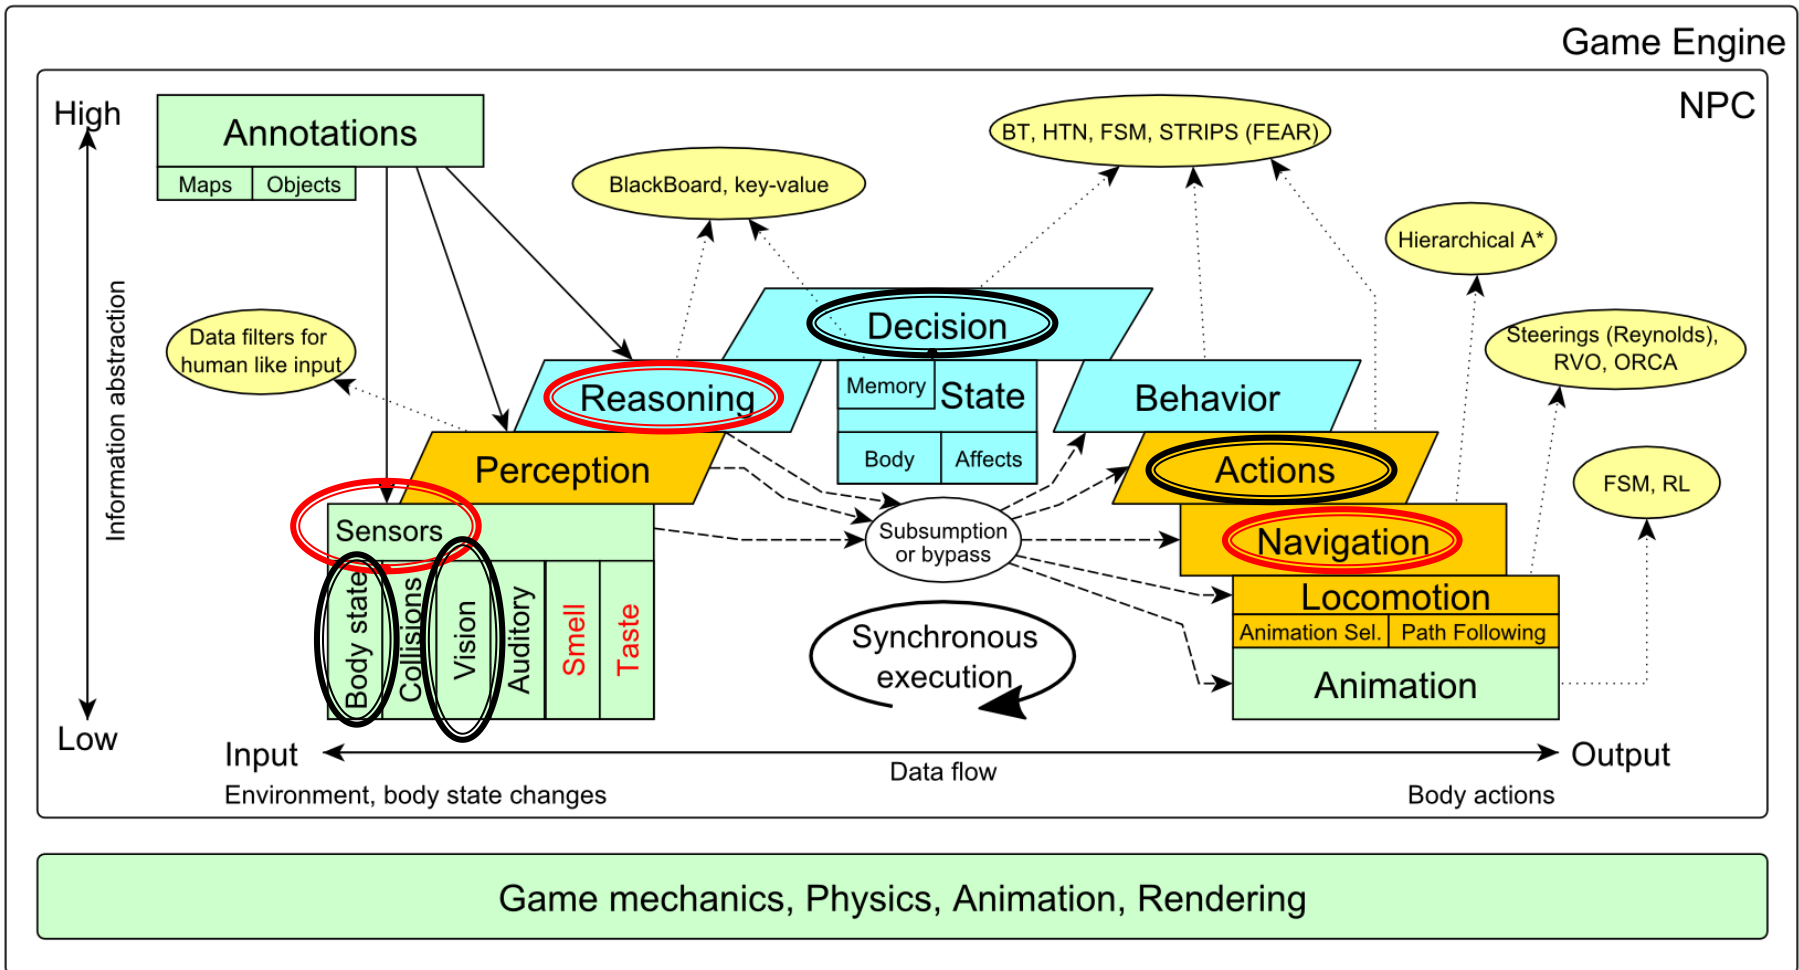 Game Engine
NPC
High
Annotations
Maps
Objects
BlackBoard, key-value
BT, HTN, FSM, STRIPS (FEAR)
Hierarchical A*
Information abstraction
Data filters for
human like input
Decision
Steerings (Reynolds),
RVO, ORCA
Reasoning
Memory
State
Behavior
Perception
Body
Affects
Actions
FSM, RL
Sensors
Subsumption
or bypass
Navigation
Body state
Collisions
Vision
Auditory
Smell
Taste
Locomotion
Animation Sel.
Path Following
Synchronous
execution
Animation
Low
Input
Data flow
Output
Environment, body state changes
Body actions
Game mechanics, Physics, Animation, Rendering